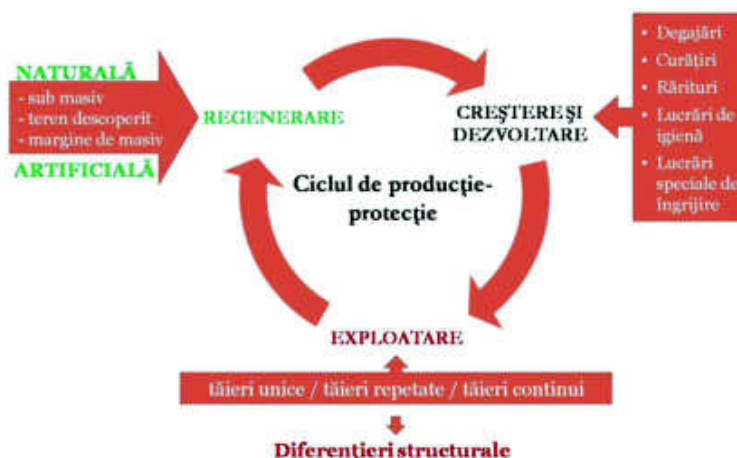 NATURALĂ
- sub masiv
- teren descoperit
- margine de masiv
ARTIFICIALĂ
REGENERARE
CREŞTERE ŞI
DEZVOLTARE
• Degajări
• Curăţiri
• Rărituri
• Lucrări de
igienă
• Lucrări
speciale de
îngrijire
Ciclul de producţie-
protecţie
EXPLOATARE
tăieri unice / tăieri repetate / tăieri continui
Diferenţieri structurale